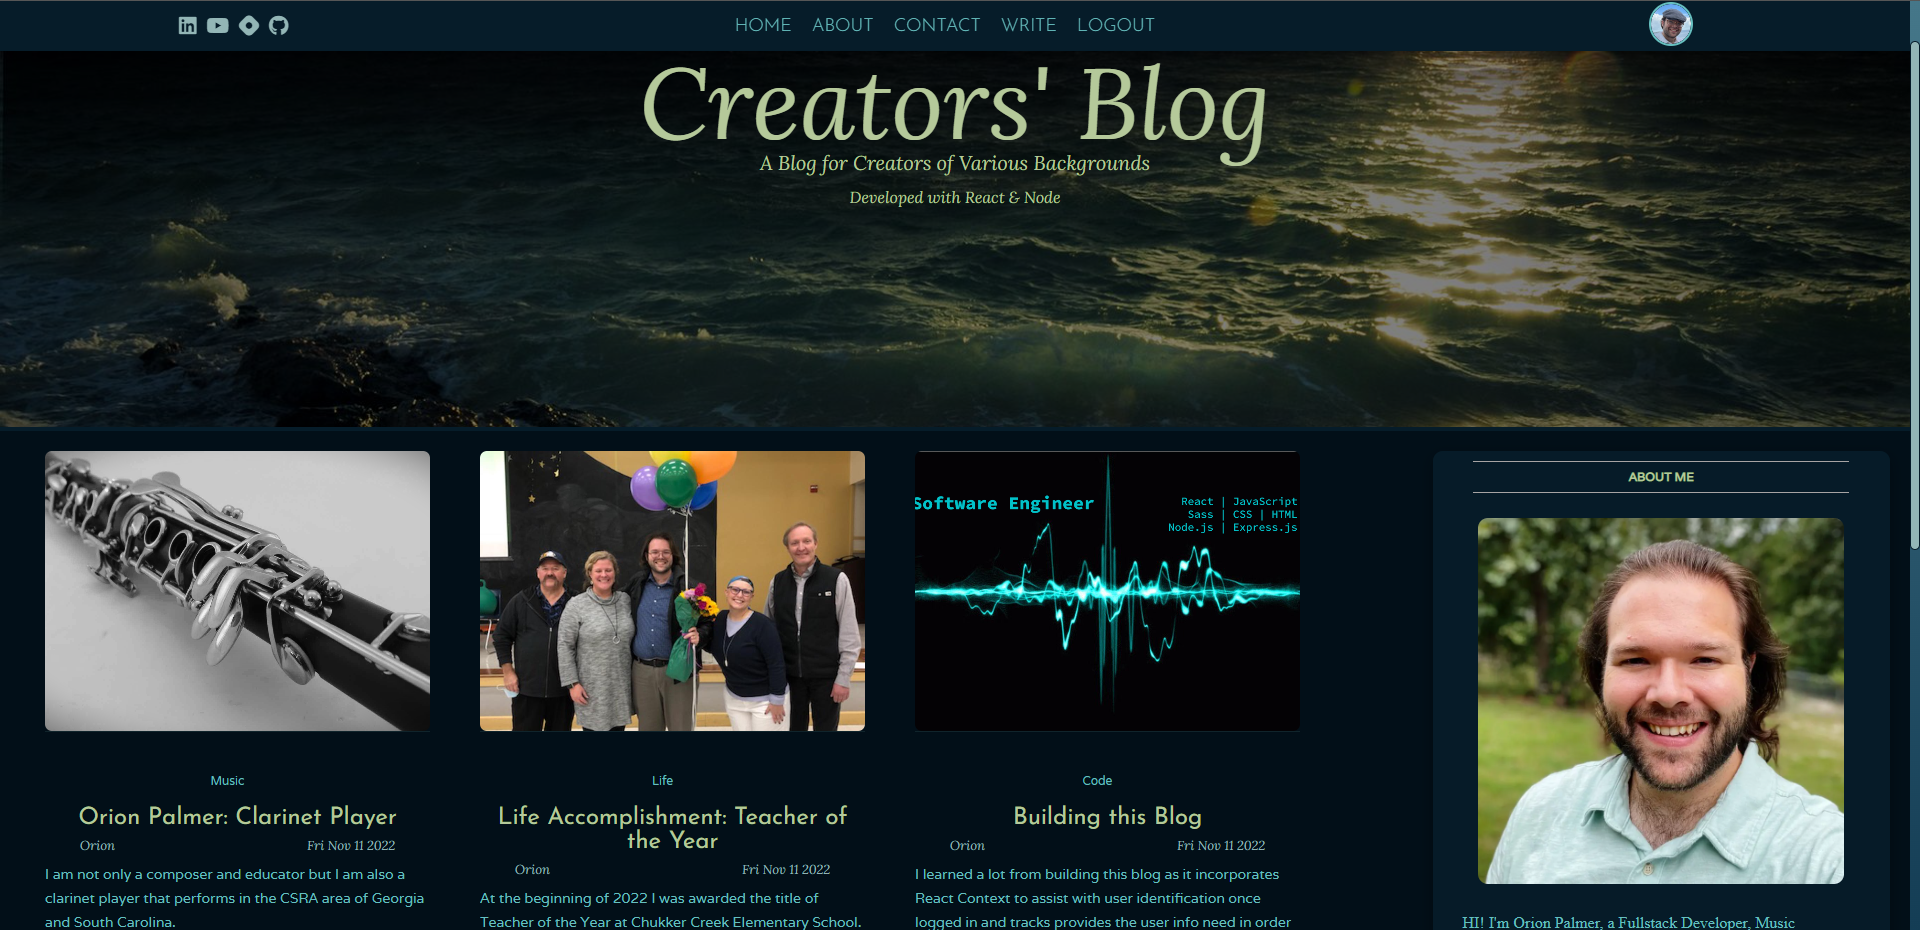 HOME ABOUT CONTACT WRITE LOGOUT
Creators' Blog
A Blog for Creators of Various Backgrounds
Developed with React & Node
Software Engineer
React | JavaScript
Sass | CSS | HTML
Node.js | Express.js
Music
Orion Palmer: Clarinet Player
Orion Fri Nov 11 2022
I am not only a composer and educator but I am also a
clarinet player that performs in the CSRA area of Georgia
and South Carolina.
Life
Life Accomplishment: Teacher of
the Year
Orion Fri Nov 11 2022
At the beginning of 2022 I was awarded the title of
Teacher of the Year at Chukker Creek Elementary School.
Code
Building this Blog
Orion Fri Nov 11 2022
I learned a lot from building this blog as it incorporates
React Context to assist with user identification once
logged in and tracks provides the user info need in order
ABOUT ME
HI! I'm Orion Palmer, a Fullstack Developer, Music